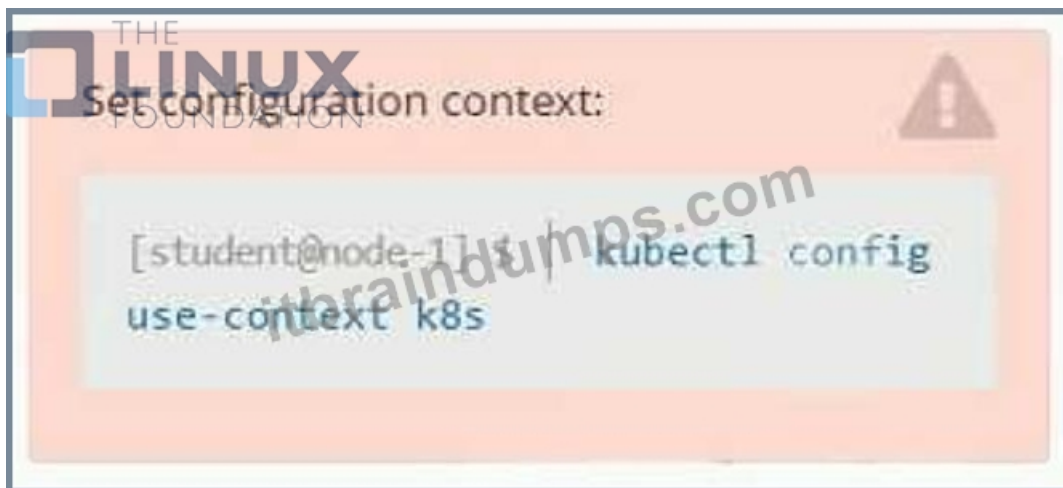 THE
LINUX
FOUNDATION
Set configuration context:
[student@node-1] $ | kubectl config
use-context k8s
itbraindumps.com